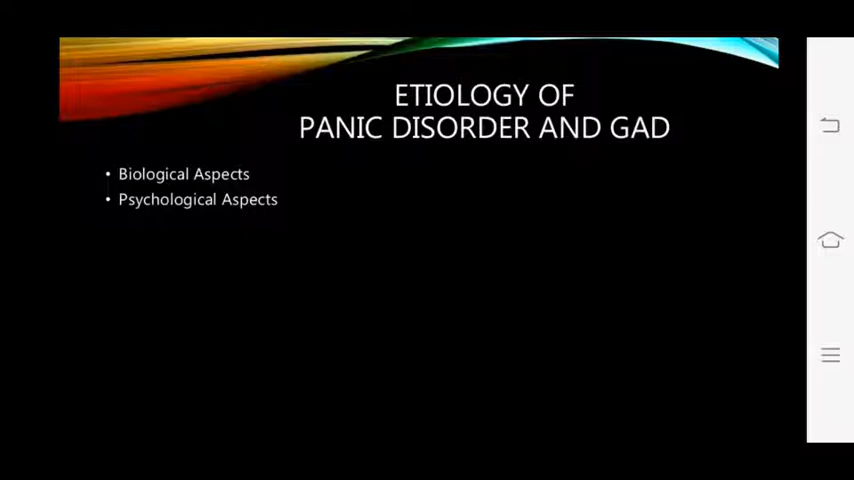 ETIOLOGY OF
PANIC DISORDER AND GAD
• Biological Aspects
• Psychological Aspects